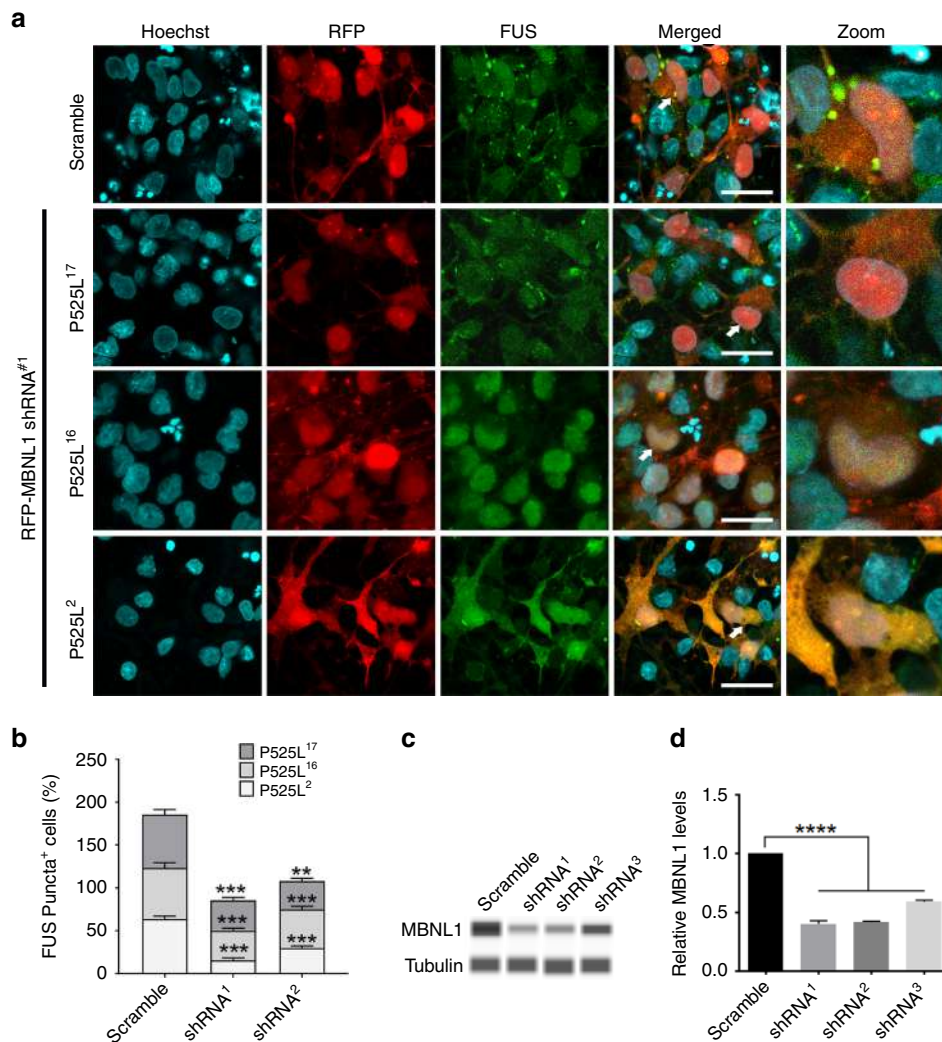 a
Hoechst RFP FUS Merged Zoom
Scramble
RFP-MBNL1 shRNA#1
P525L17
P525L16
P525L2
b
FUS Puncta+ cells (%)
250
200
150
100
50
0
P525L17
P525L16
P525L2
***
***
***
**
***
***
Scramble
shRNA1
shRNA2
c
Scramble
shRNA1
shRNA2
shRNA3
MBNL1
Tubulin
d
Relative MBNL1 levels
1.5
1.0
0.5
0.0
****
Scramble
shRNA1
shRNA2
shRNA3